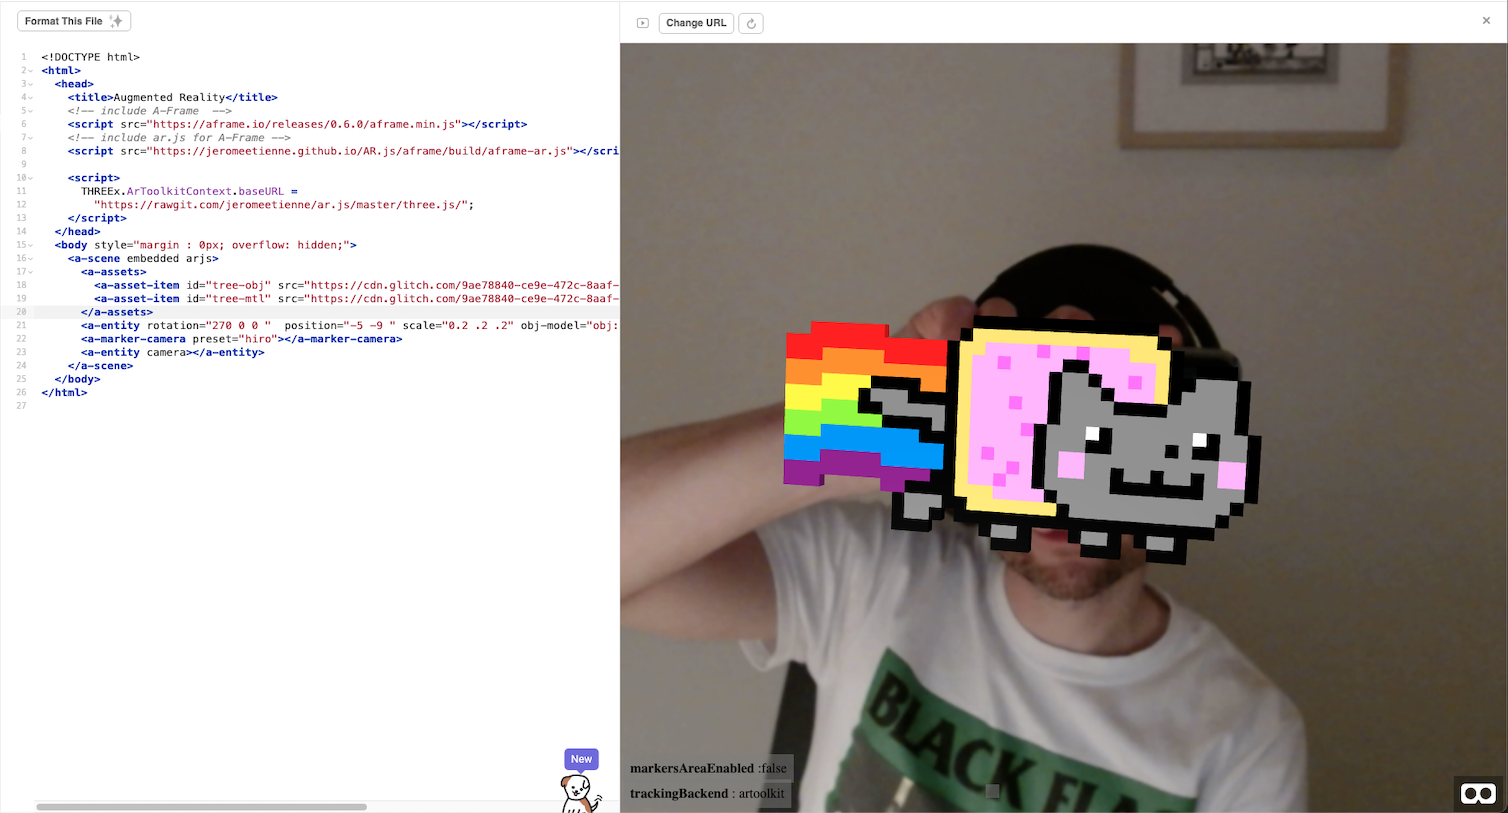 Format This File
Change URL
1 <!DOCTYPE html>
2 <html>
3 <head>
4 <title>Augmented Reality</title>
5 <!-- include A-Frame -->
6 <script src="https://aframe.io/releases/0.6.0/aframe.min.js"></script>
7 <!-- include ar.js for A-Frame -->
8 <script src="https://jeromeetienne.github.io/AR.js/aframe/build/aframe-ar.js"></scri
9
10 <script>
11 THREEx.ArToolkitContext.baseURL =
12 "https://rawgit.com/jeromeetienne/ar.js/master/three.js/";
13 </script>
14 </head>
15 <body style="margin : 0px; overflow: hidden;">
16 <a-scene embedded arjs>
17 <a-assets>
18 <a-asset-item id="tree-obj" src="https://cdn.glitch.com/9ae78840-ce9e-472c-8aaf-
19 <a-asset-item id="tree-mtl" src="https://cdn.glitch.com/9ae78840-ce9e-472c-8aaf-
20 </a-assets>
21 <a-entity rotation="270 0 0 "  position="-5 -9 " scale="0.2 .2 .2" obj-model="obj:
22 <a-marker-camera preset="hiro"></a-marker-camera>
23 <a-entity camera></a-entity>
24 </a-scene>
25 </body>
26 </html>
27
New
BLACK FLAG
markersAreaEnabled :false
trackingBackend : artoolkit